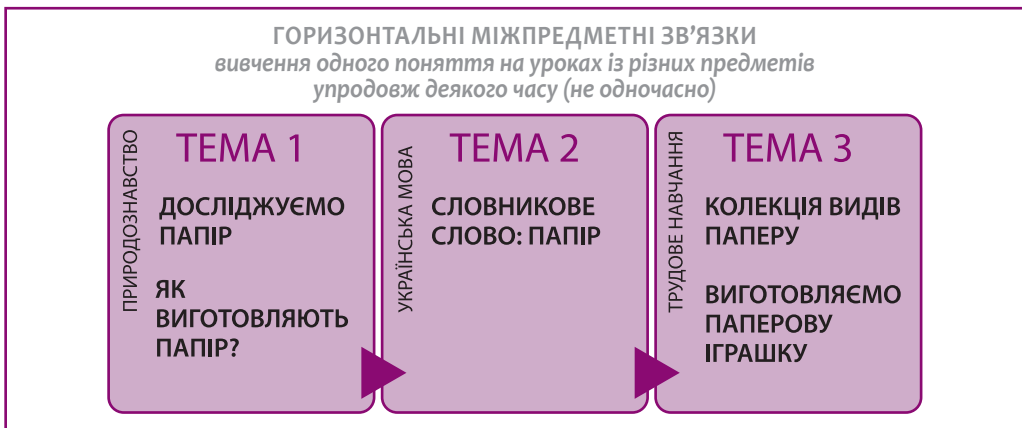 ГОРИЗОНТАЛЬНІ МІЖПРЕДМЕТНІ ЗВ’ЯЗКИ
вивчення одного поняття на уроках із різних предметів
упродовж деякого часу (не одночасно)
ПРИРОДОЗНАВСТВО
ТЕМА 1
ДОСЛІДЖУЄМО
ПАПІР
ЯК
ВИГОТОВЛЯЮТЬ
ПАПІР?
УКРАЇНСЬКА МОВА
ТЕМА 2
СЛОВНИКОВЕ
СЛОВО: ПАПІР
ТРУДОВЕ НАВЧАННЯ
ТЕМА 3
КОЛЕКЦІЯ ВИДІВ
ПАПЕРУ
ВИГОТОВЛЯЄМО
ПАПЕРОВУ
ІГРАШКУ